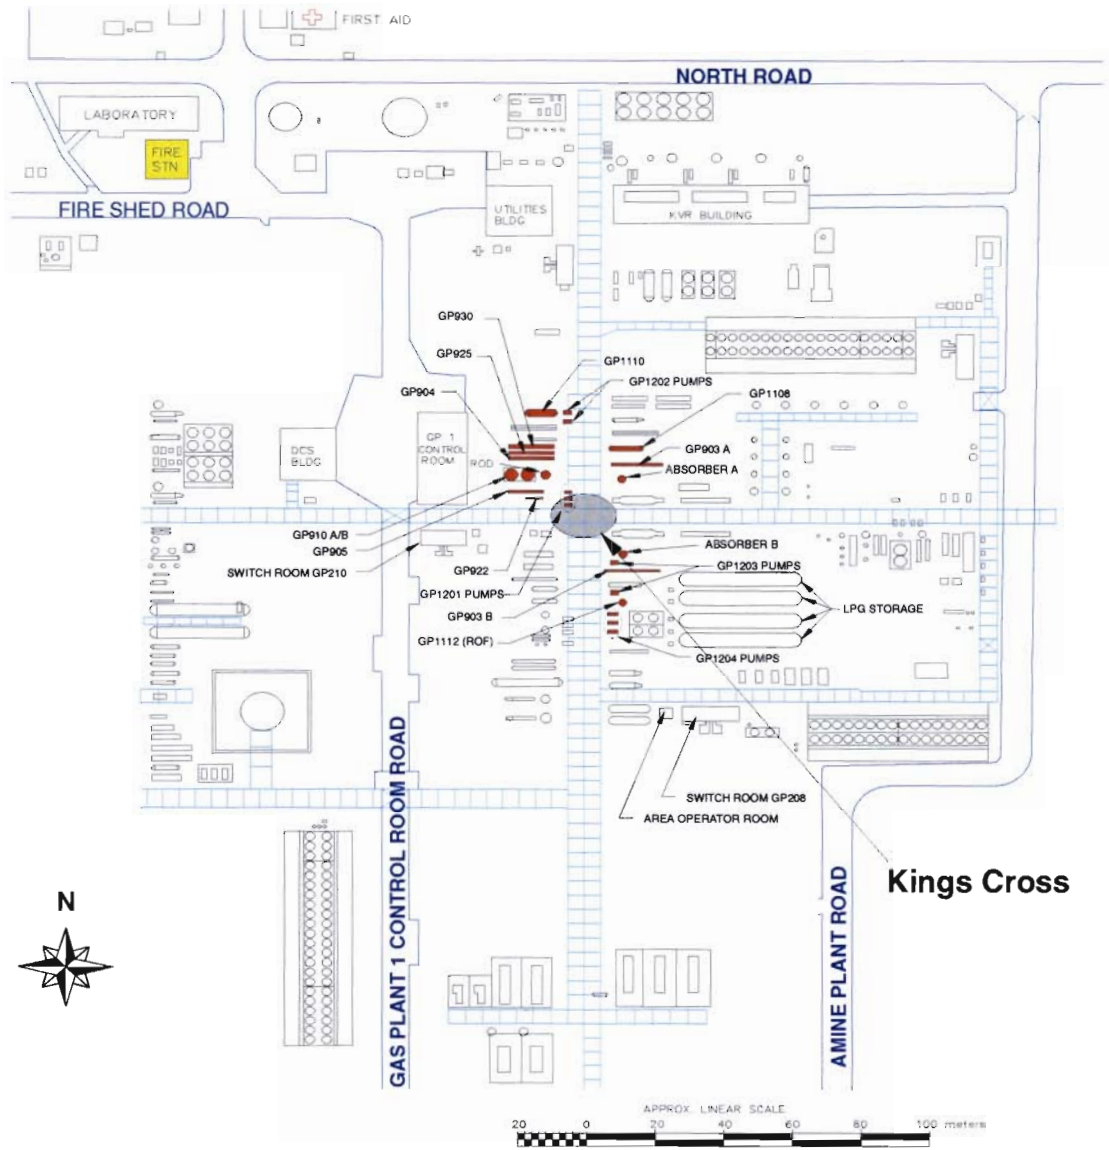 FIRST AID
NORTH ROAD
LABORATORY
FIRE
STN
FIRE SHED ROAD
UTILITIES
BLDG
KVR BUILDING
GP930
GP925
GP904
GP1110
GP1202 PUMPS
GP1108
GP903 A
ABSORBER A
DCS
BLDG
GP 1
CONTROL
ROOM
ROD
GP910 A/B
GP905
SWITCH ROOM GP210
GP922
GP1201 PUMPS
GP903 B
GP1112 (ROF)
ABSORBER B
GP1203 PUMPS
LPG STORAGE
GP1204 PUMPS
SWITCH ROOM GP208
AREA OPERATOR ROOM
Kings Cross
GAS PLANT 1 CONTROL ROOM ROAD
AMINE PLANT ROAD
N
APPROX. LINEAR SCALE
20 0 20 40 60 80 100 meters